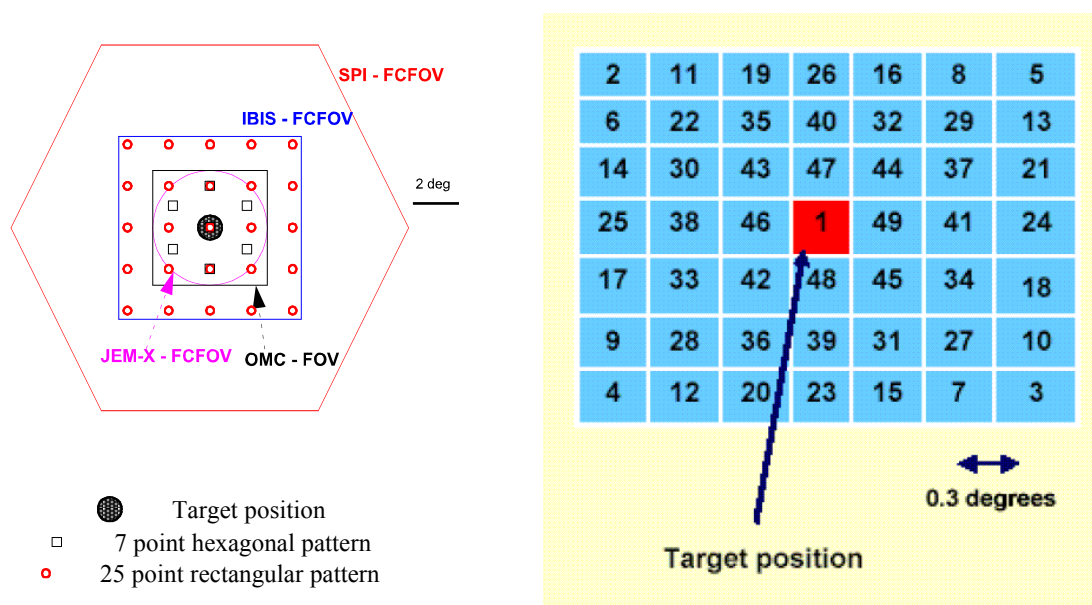 SPI - FCFOV
IBIS - FCFOV
2 deg
JEM-X - FCFOV
OMC - FOV
Target position
7 point hexagonal pattern
25 point rectangular pattern
2 11 19 26 16 8 5
6 22 35 40 32 29 13
14 30 43 47 44 37 21
25 38 46 1 49 41 24
17 33 42 48 45 34 18
9 28 36 39 31 27 10
4 12 20 23 15 7 3
0.3 degrees
Target position